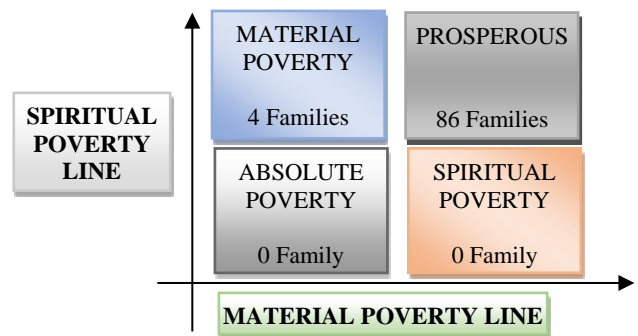 MATERIAL
POVERTY
4 Families
PROSPEROUS
86 Families
SPIRITUAL
POVERTY
LINE
ABSOLUTE
POVERTY
0 Family
SPIRITUAL
POVERTY
0 Family
MATERIAL POVERTY LINE